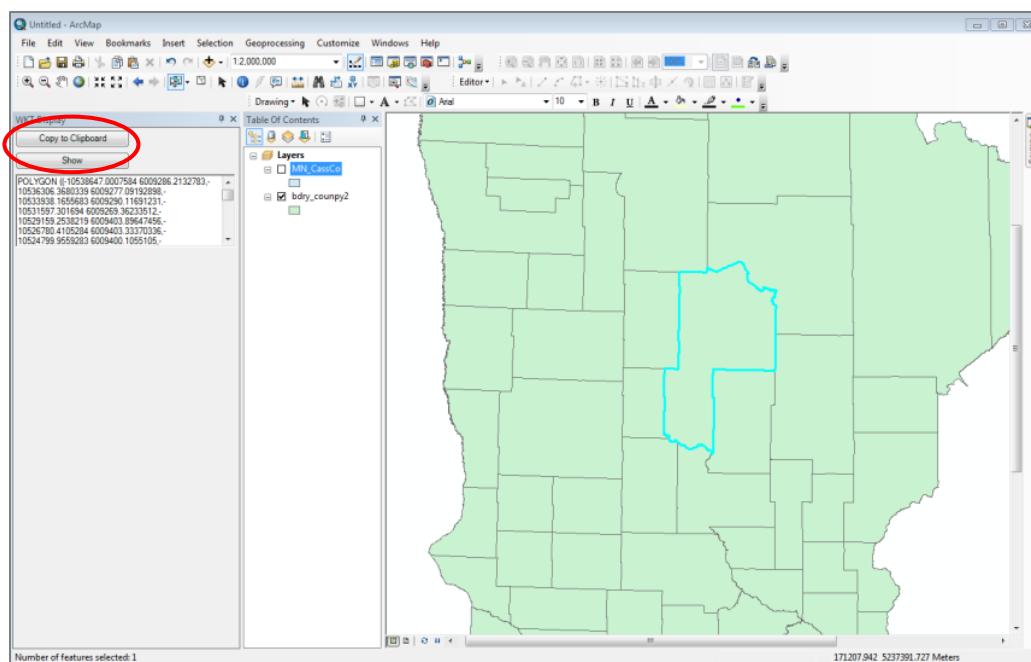 Untitled - ArcMap
File Edit View Bookmarks Insert Selection Geoprocessing Customize Windows Help
1:2,000,000
Editor
Drawing Arial 10 B I U A
WKT Display
Table Of Contents
Copy to Clipboard
Show
POLYGON ((-10538647.0007584 6009286.2132783,-
10536306.3680339 6009277.09192898,-
10533938.1655683 6009290.11691231,-
10531597.301694 6009269.36233512,-
10529159.2538219 6009403.89647456,-
10526780.4105284 6009403.33370336,-
10524799.9559283 6009400.1055105,-
Layers
MN_CassCo
bdry_counpy2
Number of features selected: 1
171207.942 5237391.727 Meters